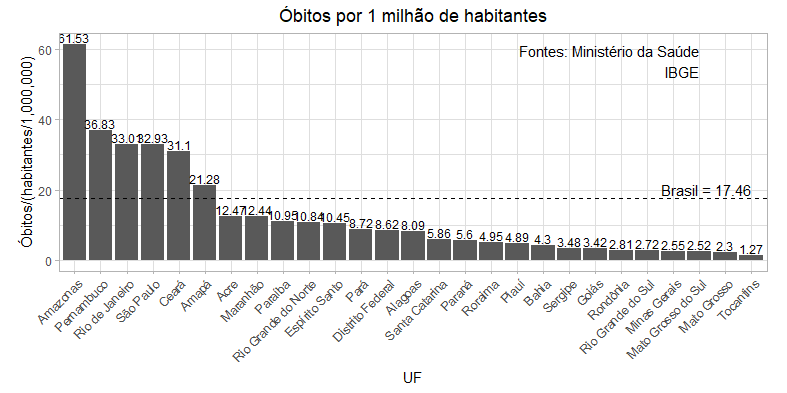 Óbitos por 1 milhão de habitantes
Óbitos/(habitantes/1,000,000)
60
40
20
0
Fontes: Ministério da Saúde
IBGE
Brasil = 17.46
61.53
36.83
33.01
32.93
31.1
21.28
12.47
12.44
10.95
10.84
10.45
8.72
8.62
8.09
5.86
5.6
4.95
4.89
4.3
3.48
3.42
2.81
2.72
2.55
2.52
2.3
1.27
Amazonas
Pernambuco
Rio de Janeiro
São Paulo
Ceará
Amapá
Acre
Maranhão
Paraíba
Rio Grande do Norte
Espírito Santo
Pará
Distrito Federal
Alagoas
Santa Catarina
Paraná
Roraima
Piauí
Bahia
Sergipe
Goiás
Rondônia
Rio Grande do Sul
Minas Gerais
Mato Grosso do Sul
Mato Grosso
Tocantins
UF